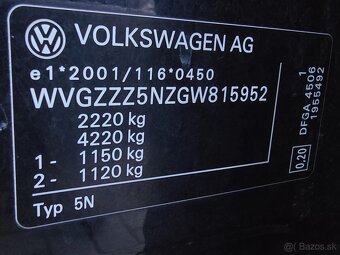 VOLKSWAGEN AG
e1*2001/116*0450
WVGZZZ5NZGW815952
2220 kg
4220 kg
1- 1150 kg
2- 1120 kg
Typ 5N
DFGA 4506 1
1955492
0.20
© Bazos.sk